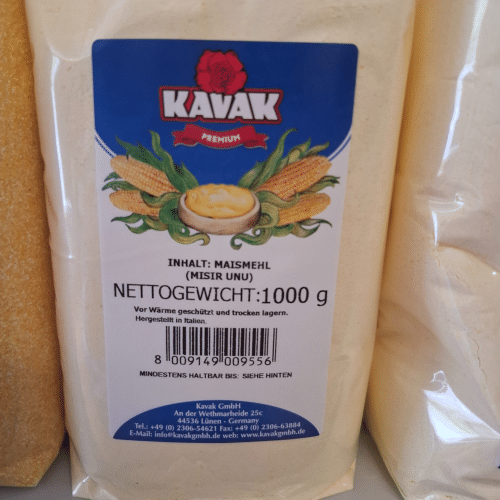 KAVAK
PREMIUM
INHALT: MAISMEHL
(MISIR UNU)
NETTOGEWICHT:1000 g
Vor Wärme geschützt und trocken lagern.
Hergestellt in Italien.
8 009149 009556
MINDESTENS HALTBAR BIS: SIEHE HINTEN
Kavak GmbH
An der Wethmarheide 25c
44536 Lünen - Germany
Tel.: +49 (0) 2306-54621 Fax: +49 (0) 2306-63884
E-Mail: info@kavakgmbh.de web: www.kavakgmbh.de